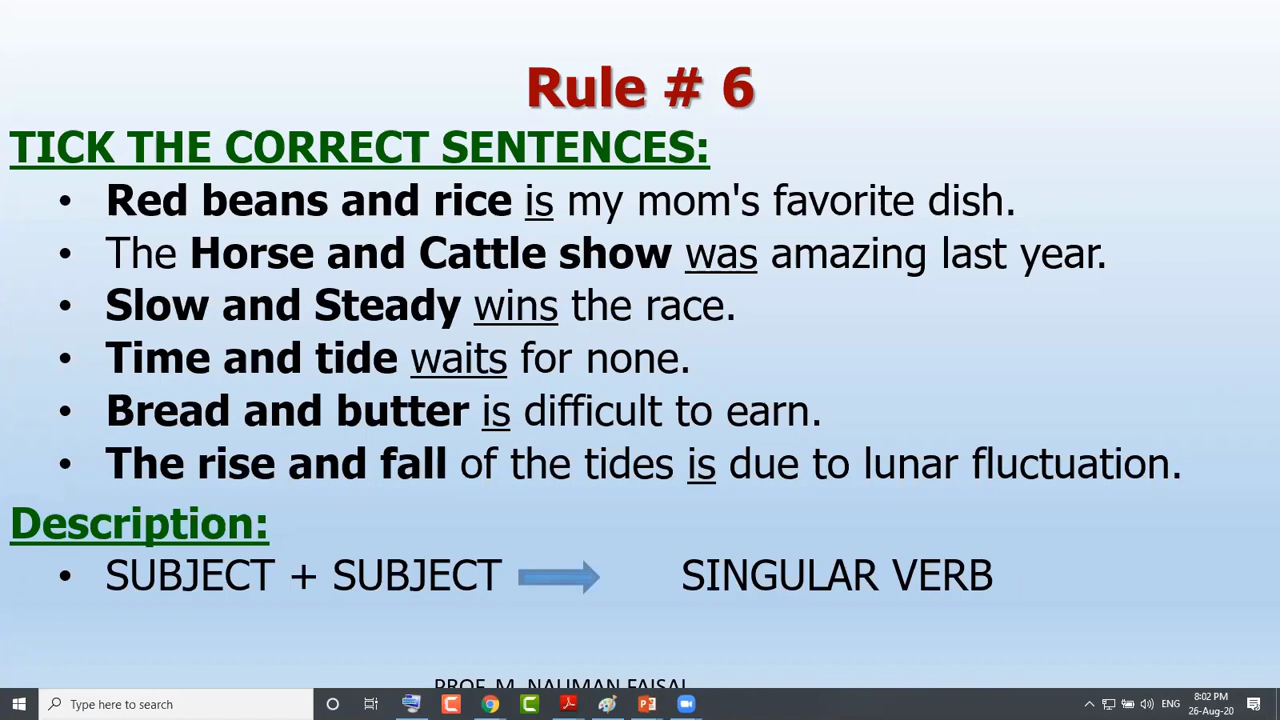 Rule # 6
TICK THE CORRECT SENTENCES:
• Red beans and rice is my mom's favorite dish.
• The Horse and Cattle show was amazing last year.
• Slow and Steady wins the race.
• Time and tide waits for none.
• Bread and butter is difficult to earn.
• The rise and fall of the tides is due to lunar fluctuation.
Description:
• SUBJECT + SUBJECT SINGULAR VERB
PROF. M. NAUMAN FAISAL
Type here to search
ENG
8:02 PM
26-Aug-20